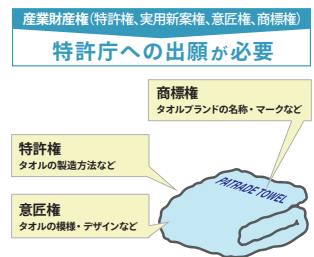 産業財産権(特許権、実用新案権、意匠権、商標権)
特許庁への出願が必要
商標権
タオルブランドの名称・マークなど
特許権
タオルの製造方法など
PATRADE TOWEL
意匠権
タオルの模様・デザインなど